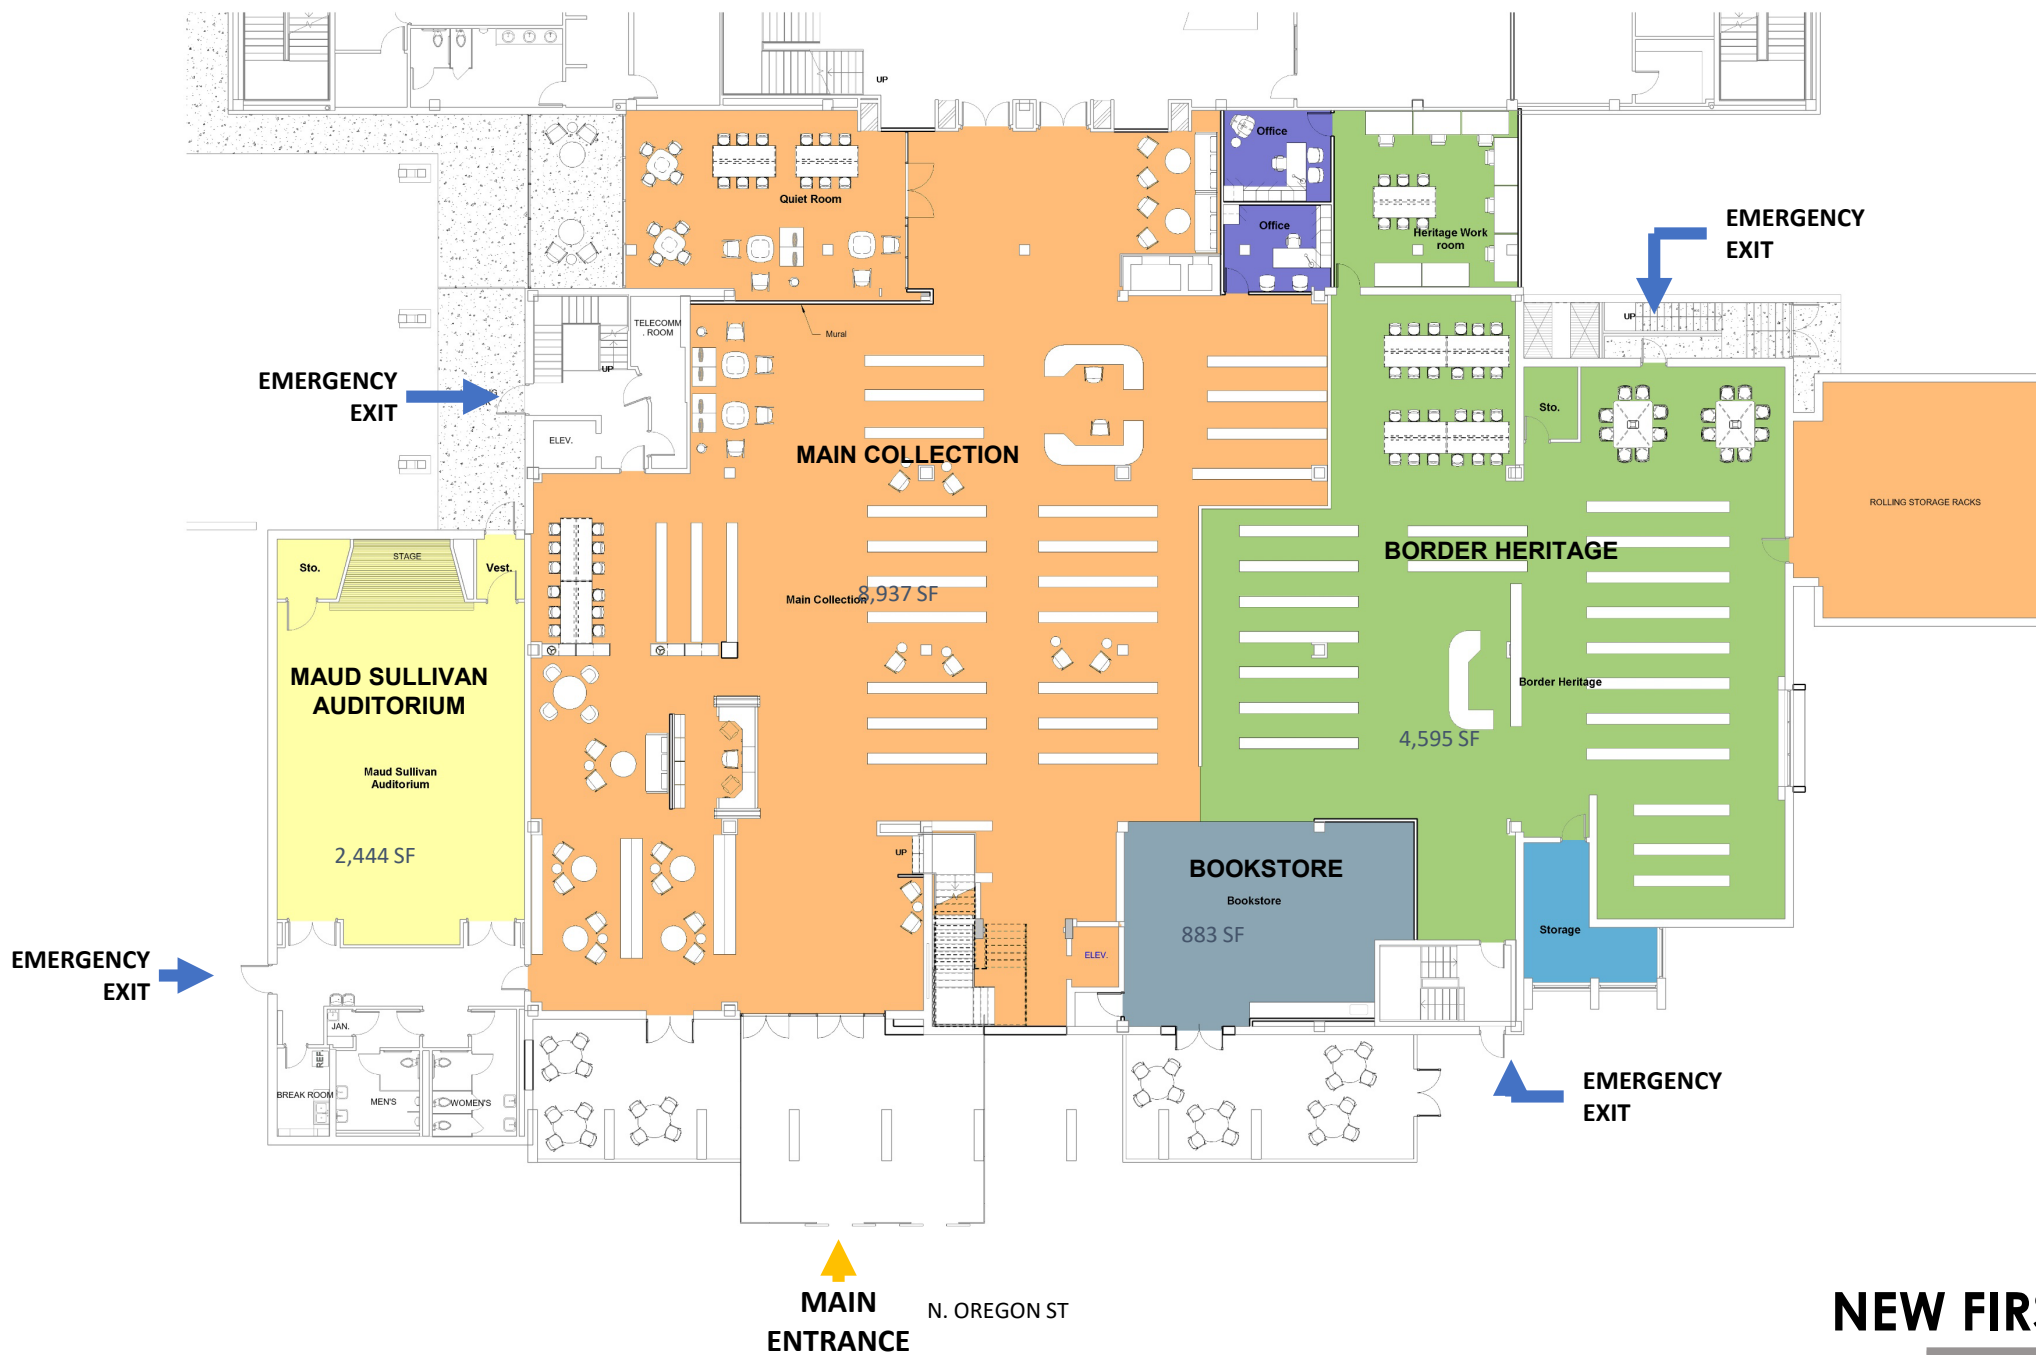 UP
Office
Quiet Room
Office
Heritage Work
room
EMERGENCY
EXIT
UP
TELECOMM
. ROOM
Mural
UP
EMERGENCY
EXIT
Sto.
ELEV.
MAIN COLLECTION
ROLLING STORAGE RACKS
STAGE
BORDER HERITAGE
Sto.
Vest.
Main Collection
8,937 SF
MAUD SULLIVAN
AUDITORIUM
Border Heritage
4,595 SF
Maud Sullivan
Auditorium
2,444 SF
UP
BOOKSTORE
Bookstore
883 SF
Storage
ELEV.
EMERGENCY
EXIT
JAN.
REF.
BREAK ROOM
MEN'S
WOMEN'S
EMERGENCY
EXIT
MAIN
ENTRANCE
N. OREGON ST
NEW FIRS